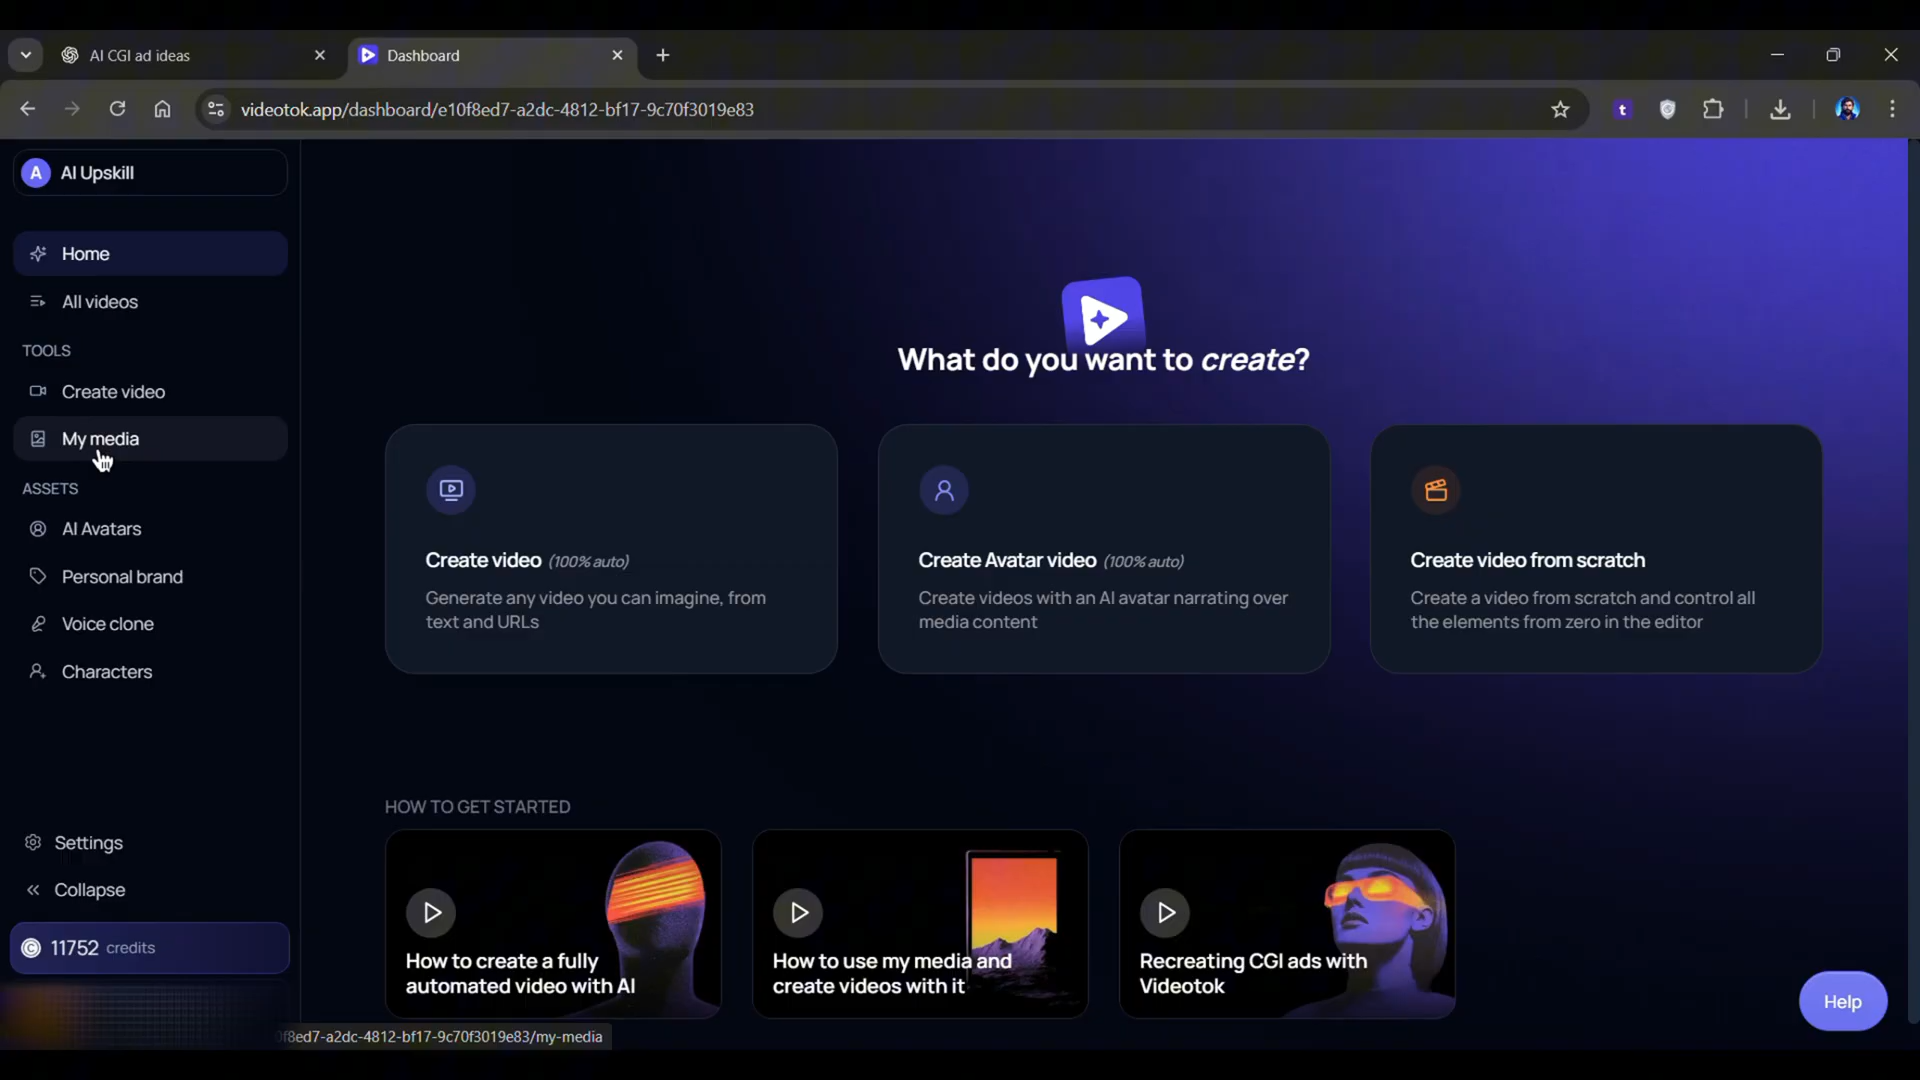 AI CGI ad ideas
Dashboard
videotok.app/dashboard/e10f8ed7-a2dc-4812-bf17-9c70f3019e83
t
A AI Upskill
Home
All videos
TOOLS
Create video
My media
ASSETS
AI Avatars
Personal brand
Voice clone
Characters
Settings
Collapse
11752 credits
What do you want to create?
Create video (100% auto)
Generate any video you can imagine, from
text and URLs
Create Avatar video (100% auto)
Create videos with an AI avatar narrating over
media content
Create video from scratch
Create a video from scratch and control all
the elements from zero in the editor
HOW TO GET STARTED
How to create a fully
automated video with AI
How to use my media and
create videos with it
Recreating CGI ads with
Videotok
Help
0f8ed7-a2dc-4812-bf17-9c70f3019e83/my-media